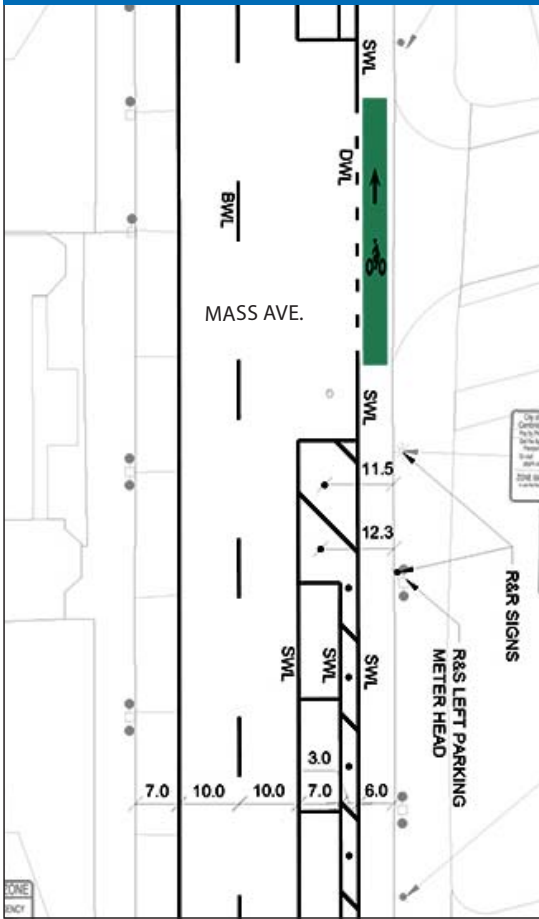 SWL
DWL
BWL
MASS AVE.
SWL
11.5
12.3
R&R SIGNS
R&S LEFT PARKING
METER HEAD
SWL
SWL
SWL
3.0
7.0
10.0
10.0
7.0
6.0
ZONE
ENCY